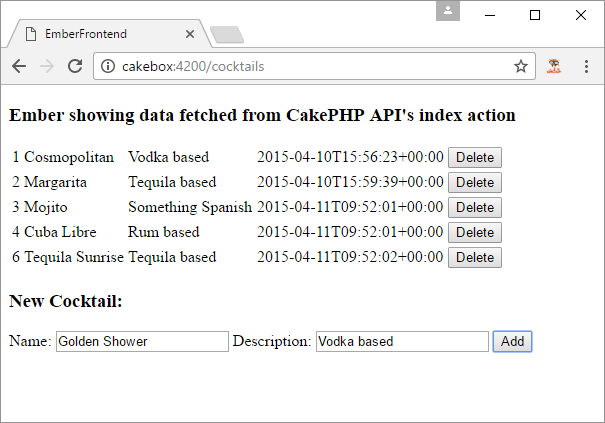 EmberFrontend
cakebox:4200/cocktails
Ember showing data fetched from CakePHP API's index action
1 Cosmopolitan Vodka based 2015-04-10T15:56:23+00:00 Delete
2 Margarita Tequila based 2015-04-10T15:59:39+00:00 Delete
3 Mojito Something Spanish 2015-04-11T09:52:01+00:00 Delete
4 Cuba Libre Rum based 2015-04-11T09:52:01+00:00 Delete
6 Tequila Sunrise Tequila based 2015-04-11T09:52:02+00:00 Delete
New Cocktail:
Name: Golden Shower Description: Vodka based Add